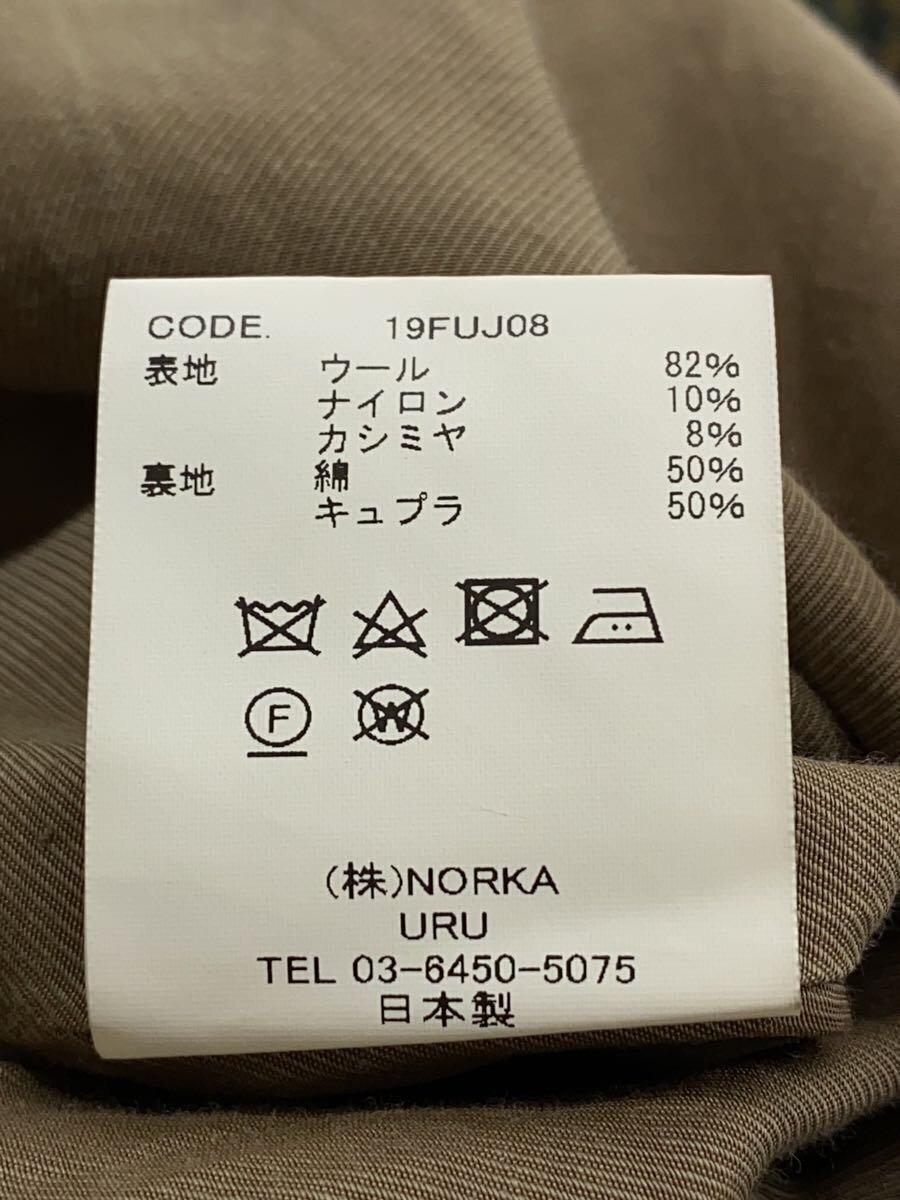 CODE. 19FUJ08
表地 ウール 82%
ナイロン 10%
カシミヤ 8%
裏地 綿 50%
キュプラ 50%
F W
(株)NORKA
URU
TEL 03-6450-5075
日本製